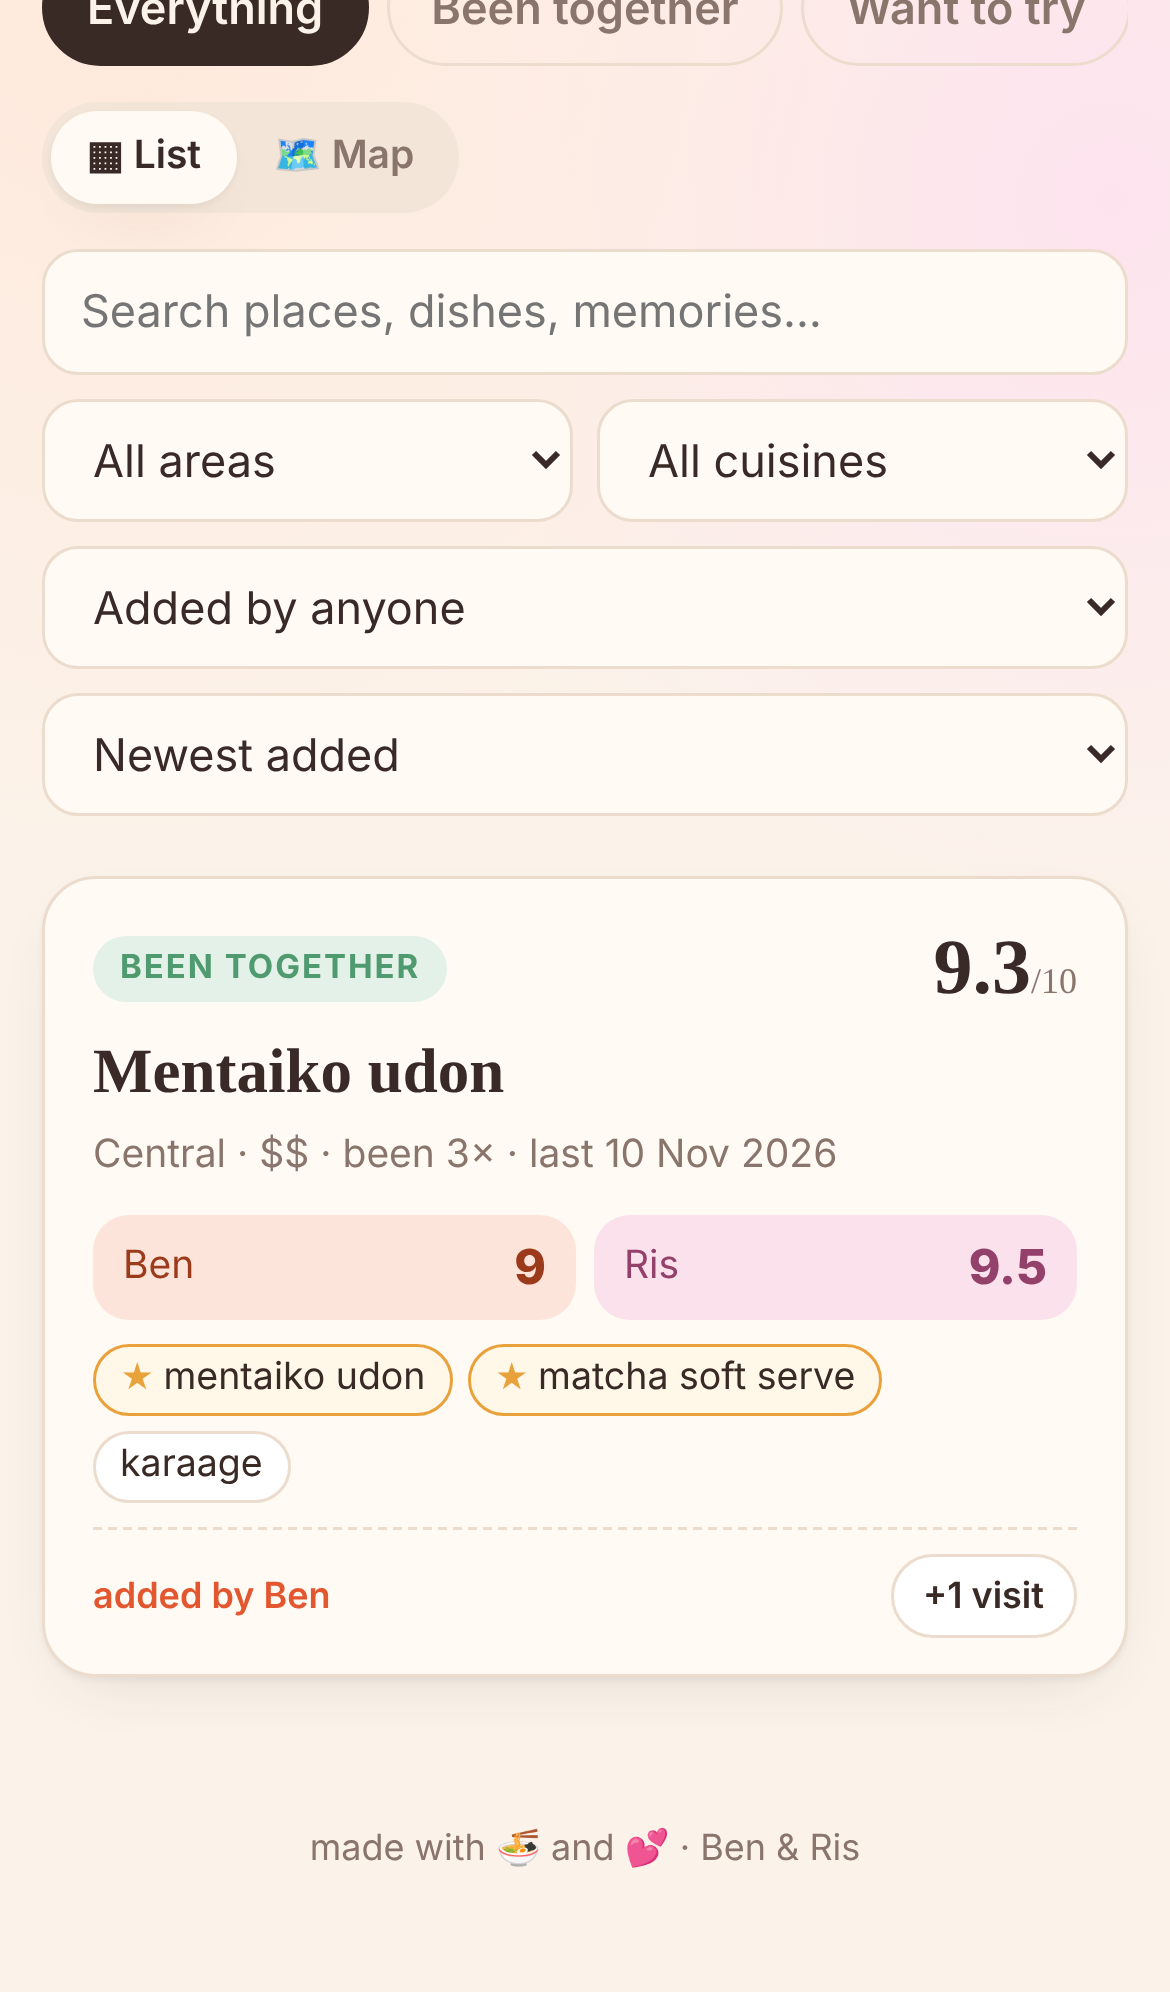 Everything Been together Want to try
List Map
Search places, dishes, memories...
All areas All cuisines
Added by anyone
Newest added
BEEN TOGETHER 9.3/10
Mentaiko udon
Central · $$ · been 3× · last 10 Nov 2026
Ben 9 Ris 9.5
★ mentaiko udon ★ matcha soft serve
karaage
added by Ben +1 visit
made with 🍜 and 💕 · Ben & Ris